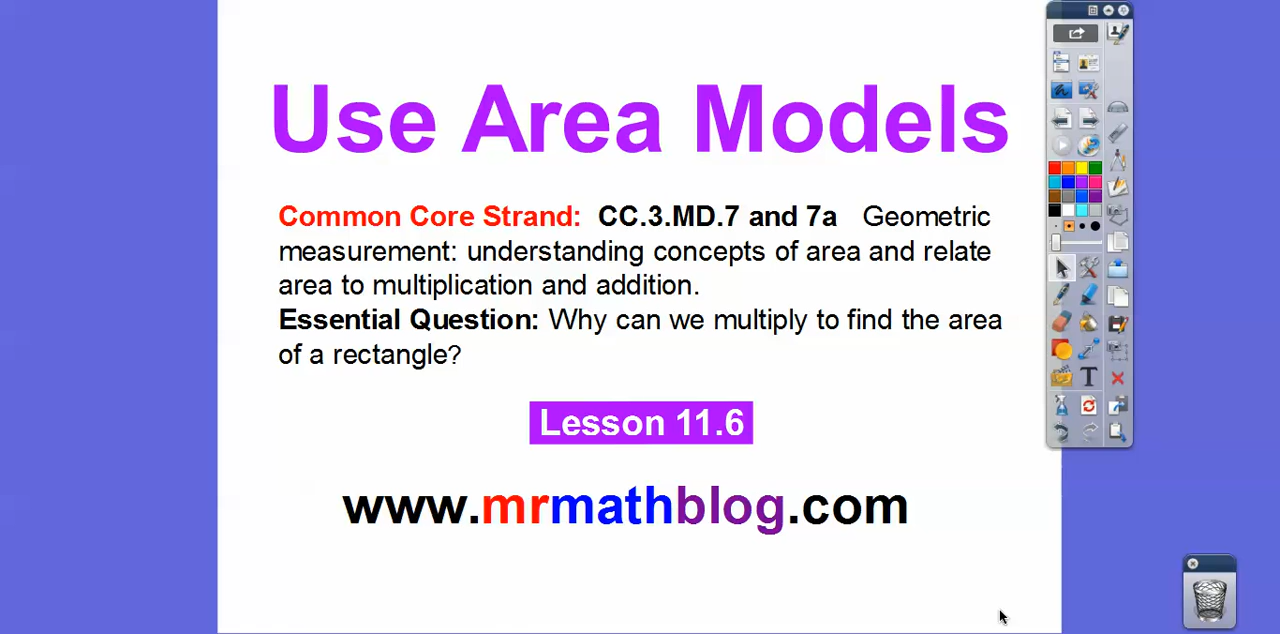 Use Area Models
Common Core Strand: CC.3.MD.7 and 7a Geometric
measurement: understanding concepts of area and relate
area to multiplication and addition.
Essential Question: Why can we multiply to find the area
of a rectangle?
Lesson 11.6
www.mrmathblog.com